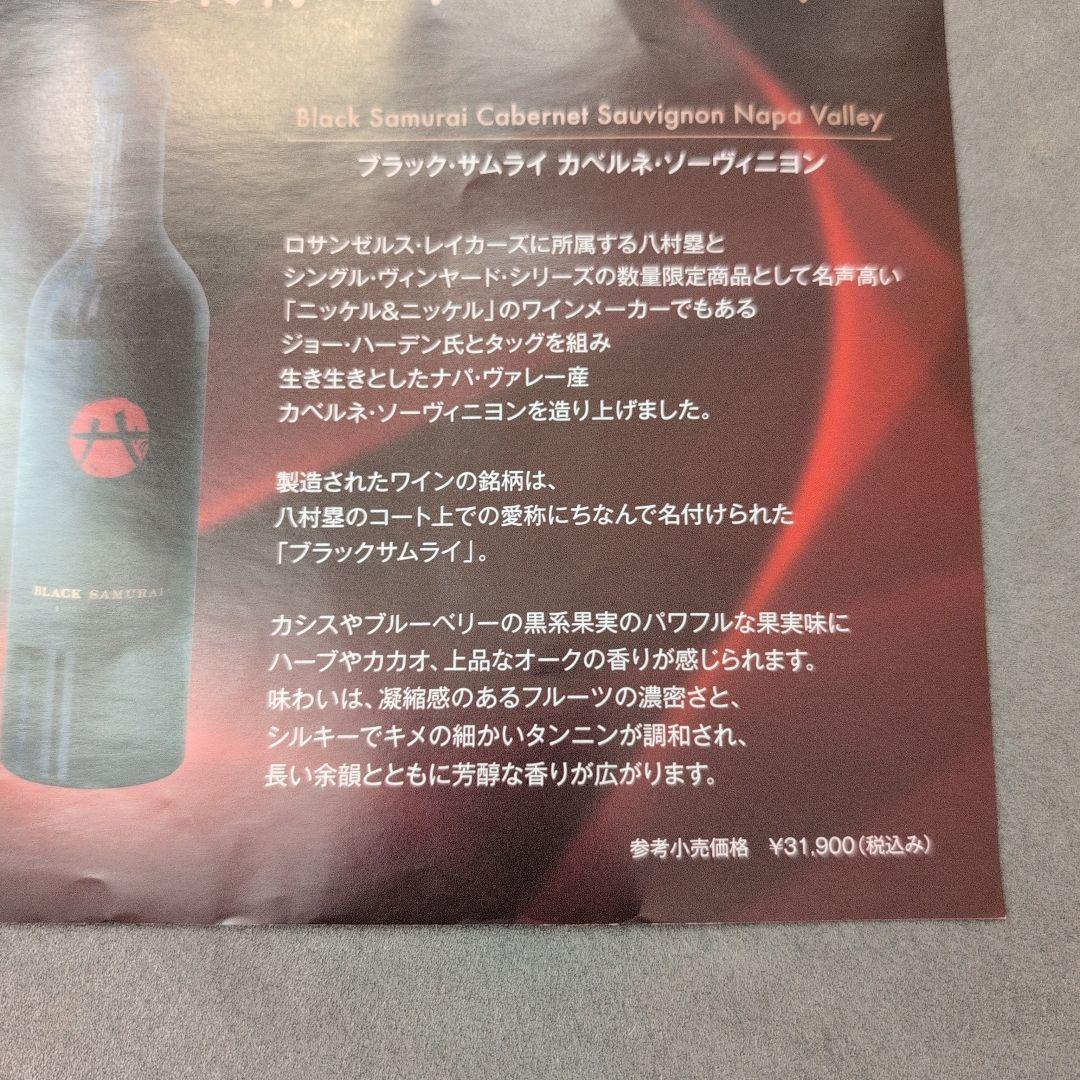 Black Samurai Cabernet Sauvignon Napa Valley
ブラック・サムライ カベルネ・ソーヴィニヨン
ロサンゼルス・レイカーズに所属する八村塁と
シングル・ヴィンヤード・シリーズの数量限定商品として名声高い
「ニッケル&ニッケル」のワインメーカーでもある
ジョー・ハーデン氏とタッグを組み
生き生きとしたナパ・ヴァレー産
カベルネ・ソーヴィニヨンを造り上げました。
製造されたワインの銘柄は、
八村塁のコート上での愛称にちなんで名付けられた
「ブラックサムライ」。
カシスやブルーベリーの黒系果実のパワフルな果実味に
ハーブやカカオ、上品なオークの香りが感じられます。
味わいは、凝縮感のあるフルーツの濃密さと、
シルキーでキメの細かいタンニンが調和され、
長い余韻とともに芳醇な香りが広がります。
参考小売価格 ¥31,900(税込み)
八
BLACK SAMURAI